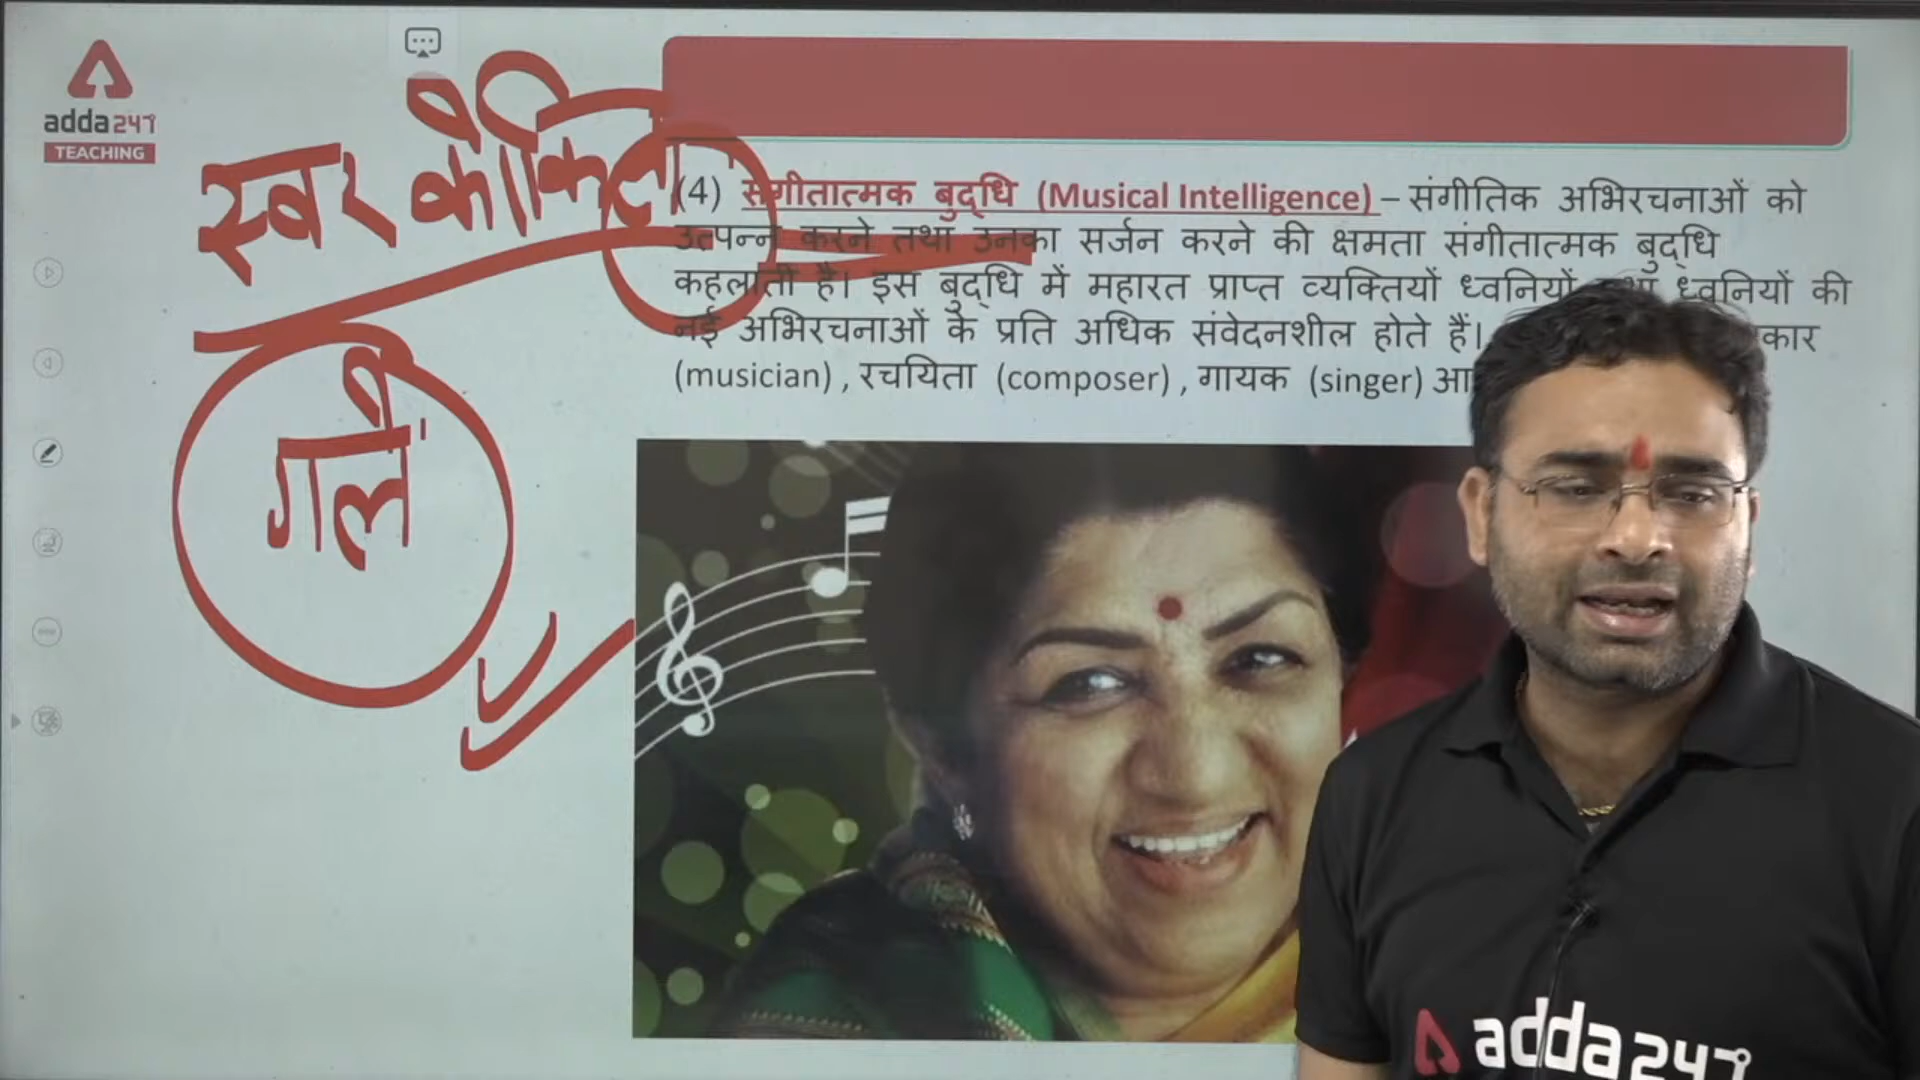 adda247
TEACHING
स्वर कोकिला
(4) संगीतात्मक बुद्धि (Musical Intelligence) – संगीतिक अभिरचनाओं को
उत्पन्न करने तथा उनका सर्जन करने की क्षमता संगीतात्मक बुद्धि
कहलाती है। इस बुद्धि में महारत प्राप्त व्यक्तियों ध्वनियों तथा ध्वनियों की
नई अभिरचनाओं के प्रति अधिक संवेदनशील होते हैं। कार
(musician) , रचयिता (composer) , गायक (singer) आ
गले
adda247